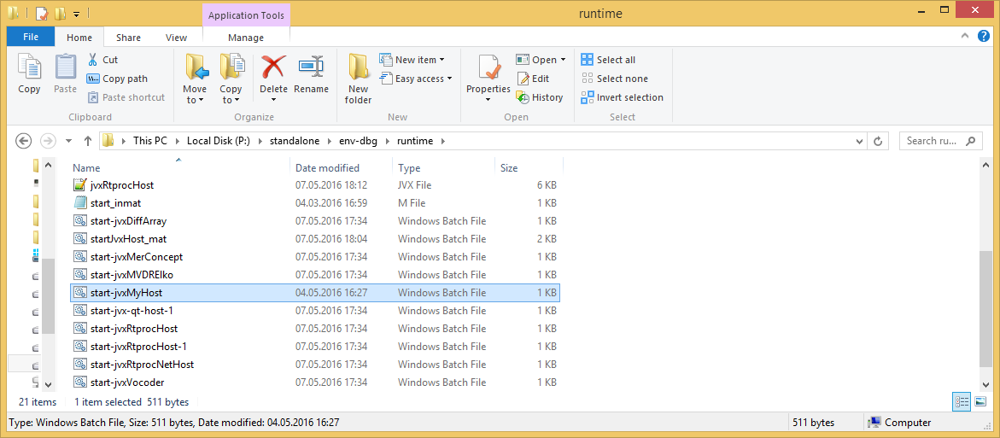 runtime
Application Tools
File Home Share View Manage
Copy
Paste
Cut
Copy path
Paste shortcut
Clipboard
Move to
Copy to
Delete
Rename
Organize
New folder
New item
Easy access
New
Properties
Open
Edit
History
Open
Select all
Select none
Invert selection
Select
This PC Local Disk (P:) standalone env-dbg runtime
Search ru...
Name Date modified Type Size
jvxRtprocHost 07.05.2016 18:12 JVX File 6 KB
start_inmat 04.03.2016 16:59 M File 1 KB
start-jvxDiffArray 07.05.2016 17:34 Windows Batch File 1 KB
startJvxHost_mat 07.05.2016 18:04 Windows Batch File 2 KB
start-jvxMerConcept 07.05.2016 17:34 Windows Batch File 1 KB
start-jvxMVDRElko 07.05.2016 17:34 Windows Batch File 1 KB
start-jvxMyHost 04.05.2016 16:27 Windows Batch File 1 KB
start-jvx-qt-host-1 07.05.2016 17:34 Windows Batch File 1 KB
start-jvxRtprocHost 07.05.2016 17:34 Windows Batch File 1 KB
start-jvxRtprocHost-1 07.05.2016 17:34 Windows Batch File 1 KB
start-jvxRtprocNetHost 07.05.2016 17:34 Windows Batch File 1 KB
start-jvxVocoder 07.05.2016 17:34 Windows Batch File 1 KB
21 items 1 item selected 511 bytes
Type: Windows Batch File, Size: 511 bytes, Date modified: 04.05.2016 16:27 511 bytes Computer